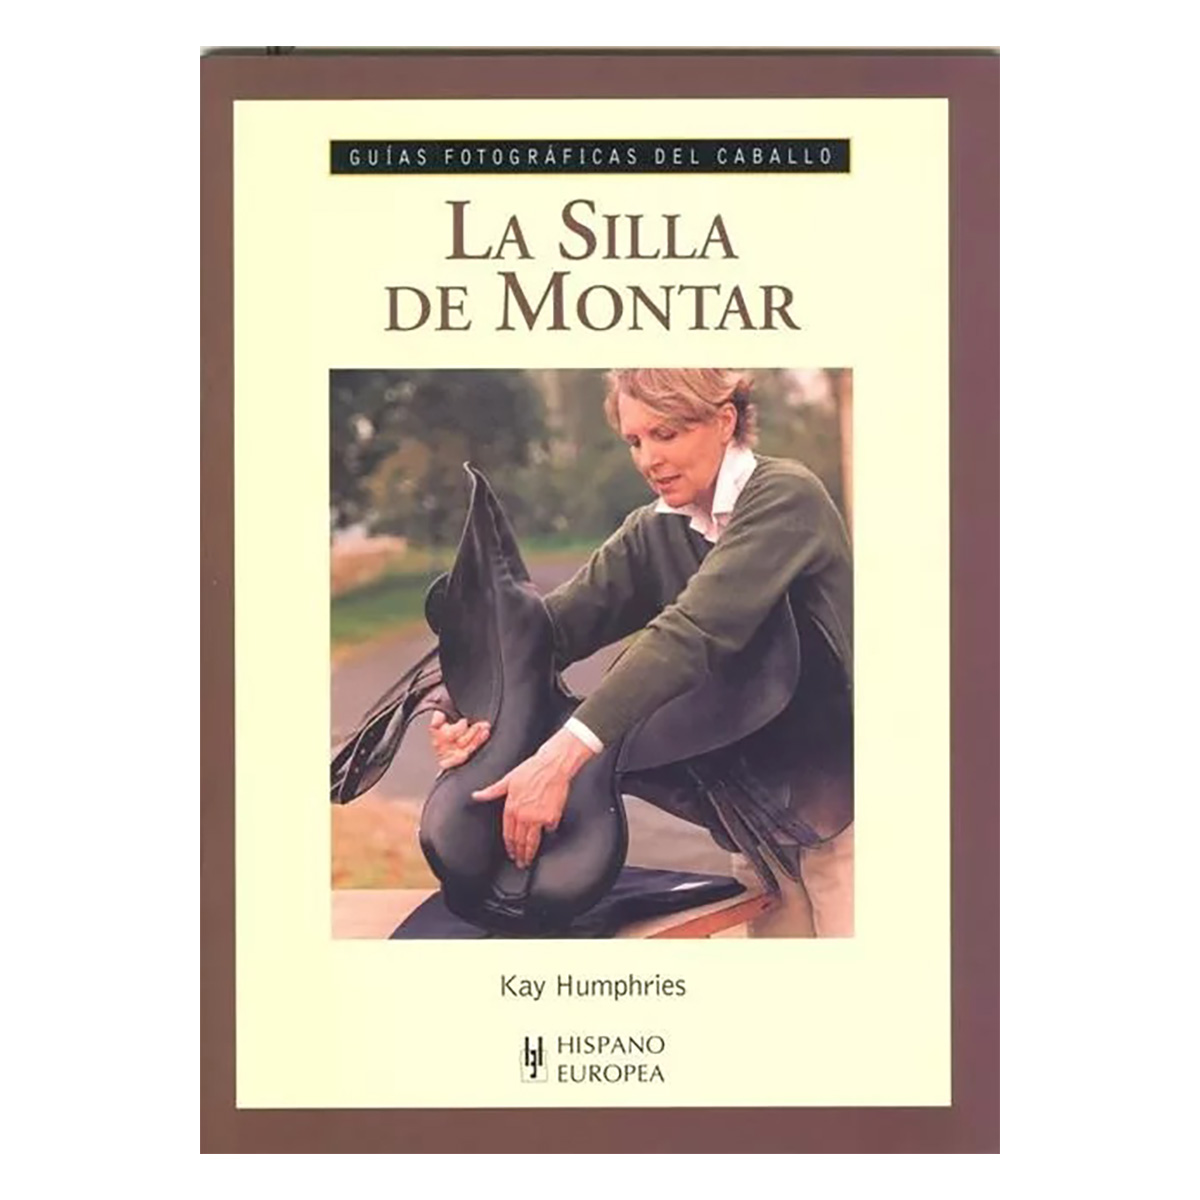 GUÍAS FOTOGRÁFICAS DEL CABALLO
LA SILLA
DE MONTAR
Kay Humphries
HISPANO
EUROPEA